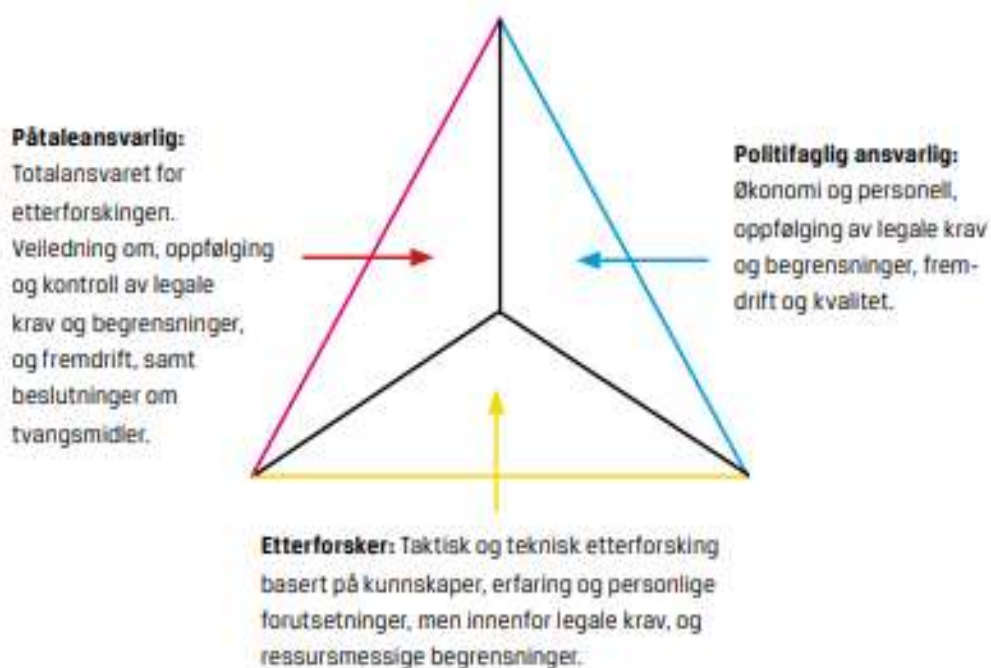 Påtaleansvarlig:
Totalansvaret for
etterforskingen.
Veiledning om, oppfølging
og kontroll av legale
krav og begrensninger,
og fremdrift, samt
beslutninger om
tvangsmidler.
Politifaglig ansvarlig:
Økonomi og personell,
oppfølging av legale krav
og begrensninger, frem-
drift og kvalitet.
Etterforsker: Taktisk og teknisk etterforsking
basert på kunnskaper, erfaring og personlige
forutsetninger, men innenfor legale krav, og
ressursmessige begrensninger.